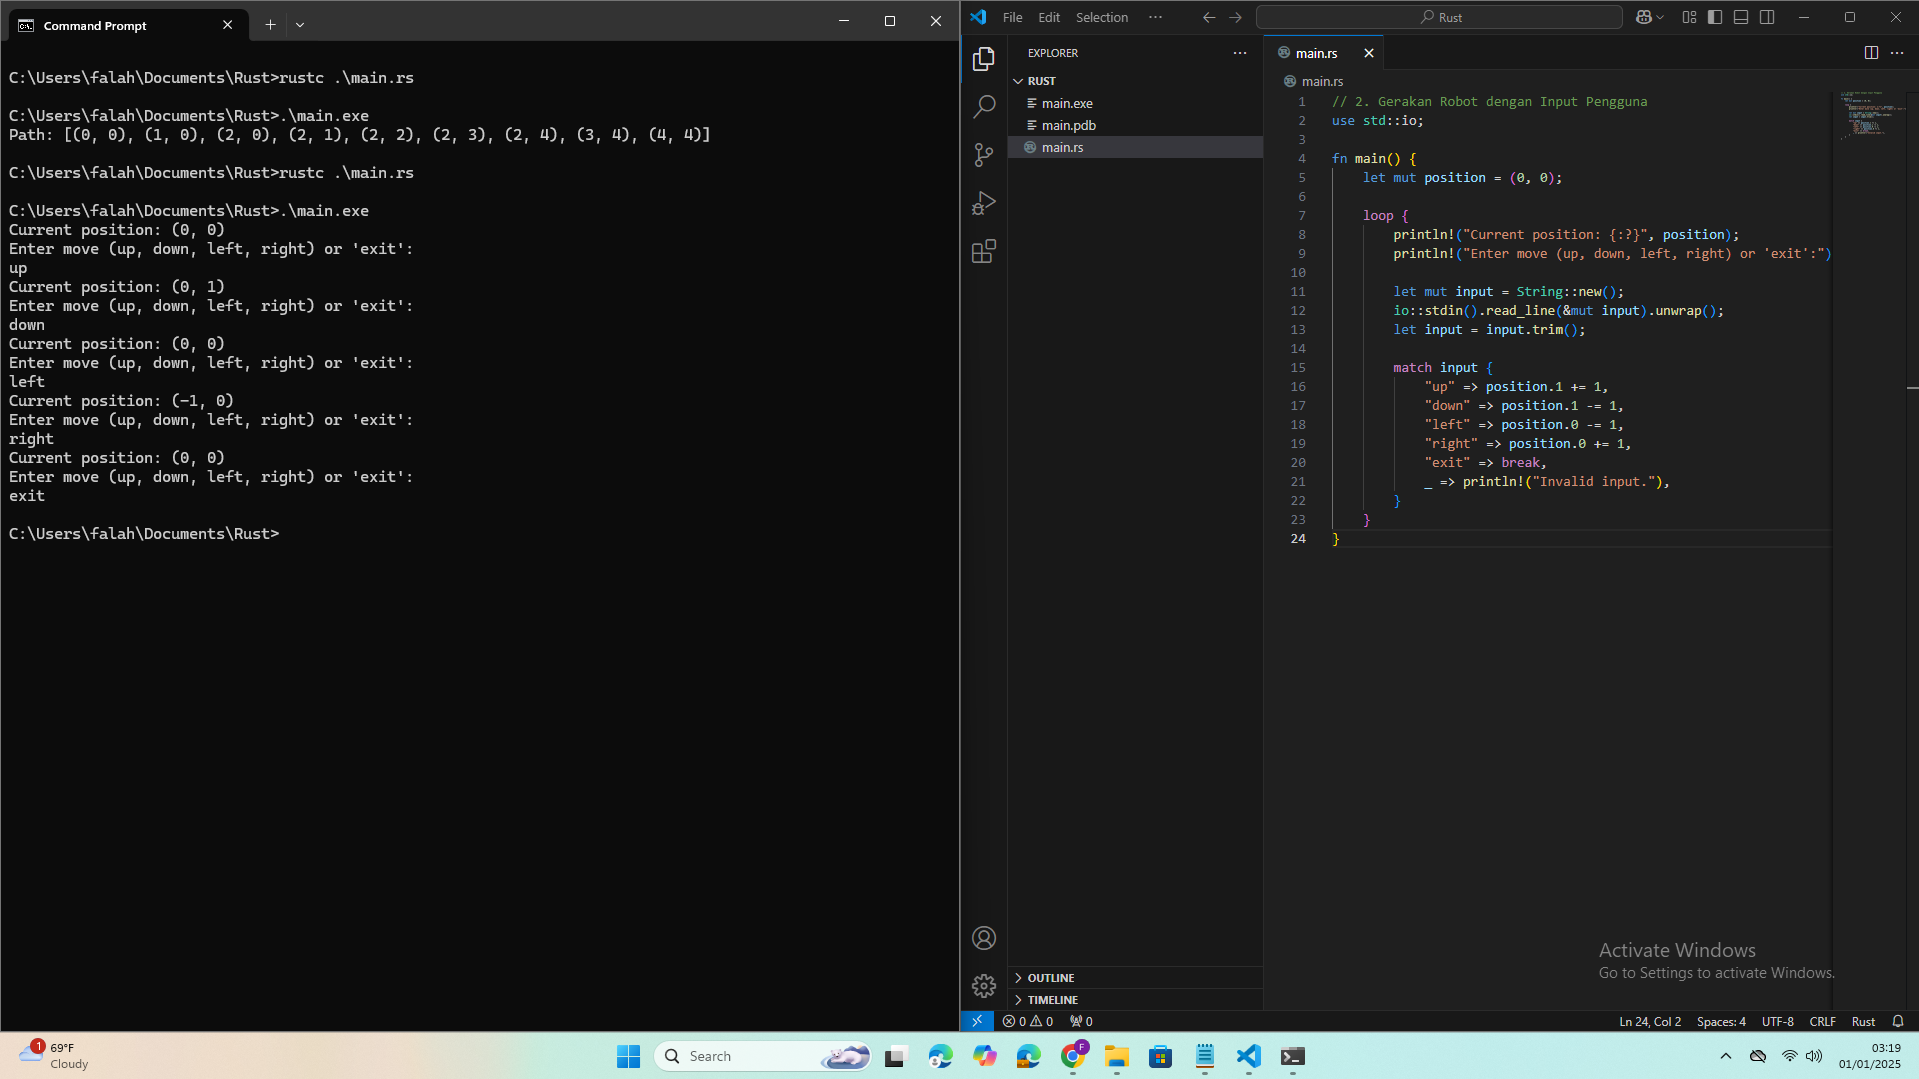 Command Prompt
C:\Users\falah\Documents\Rust>rustc .\main.rs
C:\Users\falah\Documents\Rust>.\main.exe
Path: [(0, 0), (1, 0), (2, 0), (2, 1), (2, 2), (2, 3), (2, 4), (3, 4), (4, 4)]
C:\Users\falah\Documents\Rust>rustc .\main.rs
C:\Users\falah\Documents\Rust>.\main.exe
Current position: (0, 0)
Enter move (up, down, left, right) or 'exit':
up
Current position: (0, 1)
Enter move (up, down, left, right) or 'exit':
down
Current position: (0, 0)
Enter move (up, down, left, right) or 'exit':
left
Current position: (-1, 0)
Enter move (up, down, left, right) or 'exit':
right
Current position: (0, 0)
Enter move (up, down, left, right) or 'exit':
exit
C:\Users\falah\Documents\Rust>
File Edit Selection ···
Rust
EXPLORER
RUST
main.exe
main.pdb
main.rs
OUTLINE
TIMELINE
main.rs
main.rs
1 // 2. Gerakan Robot dengan Input Pengguna
2 use std::io;
3
4 fn main() {
5 let mut position = (0, 0);
6
7 loop {
8 println!("Current position: {:?}", position);
9 println!("Enter move (up, down, left, right) or 'exit':")
10
11 let mut input = String::new();
12 io::stdin().read_line(&mut input).unwrap();
13 let input = input.trim();
14
15 match input {
16 "up" => position.1 += 1,
17 "down" => position.1 -= 1,
18 "left" => position.0 -= 1,
19 "right" => position.0 += 1,
20 "exit" => break,
21 _ => println!("Invalid input."),
22 }
23 }
24 }
Activate Windows
Go to Settings to activate Windows.
0 0 0
Ln 24, Col 2 Spaces: 4 UTF-8 CRLF Rust
1
69°F
Cloudy
Search
F
03:19
01/01/2025